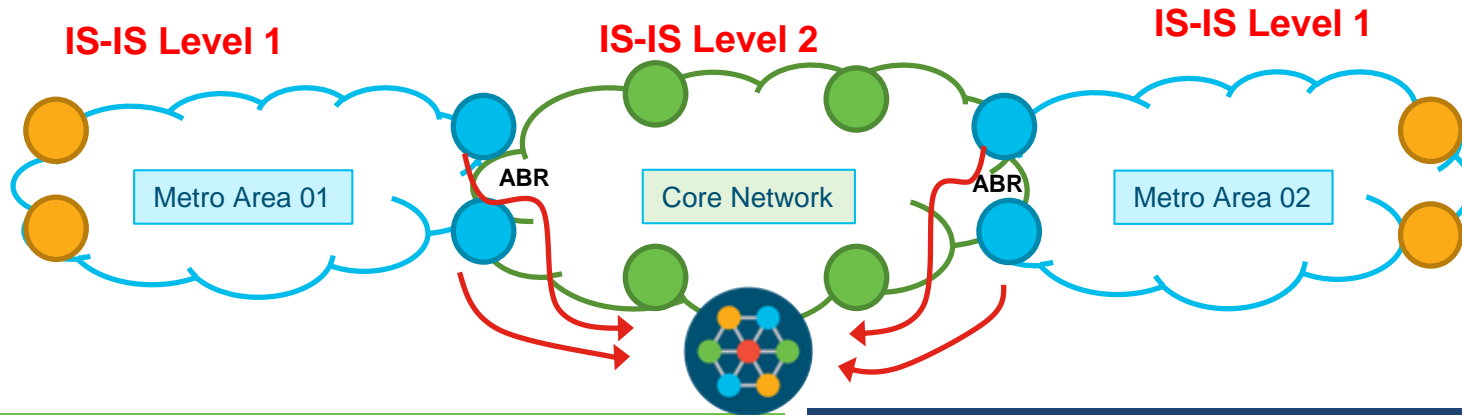 IS-IS Level 1
IS-IS Level 2
IS-IS Level 1
Metro Area 01
ABR
Core Network
ABR
Metro Area 02